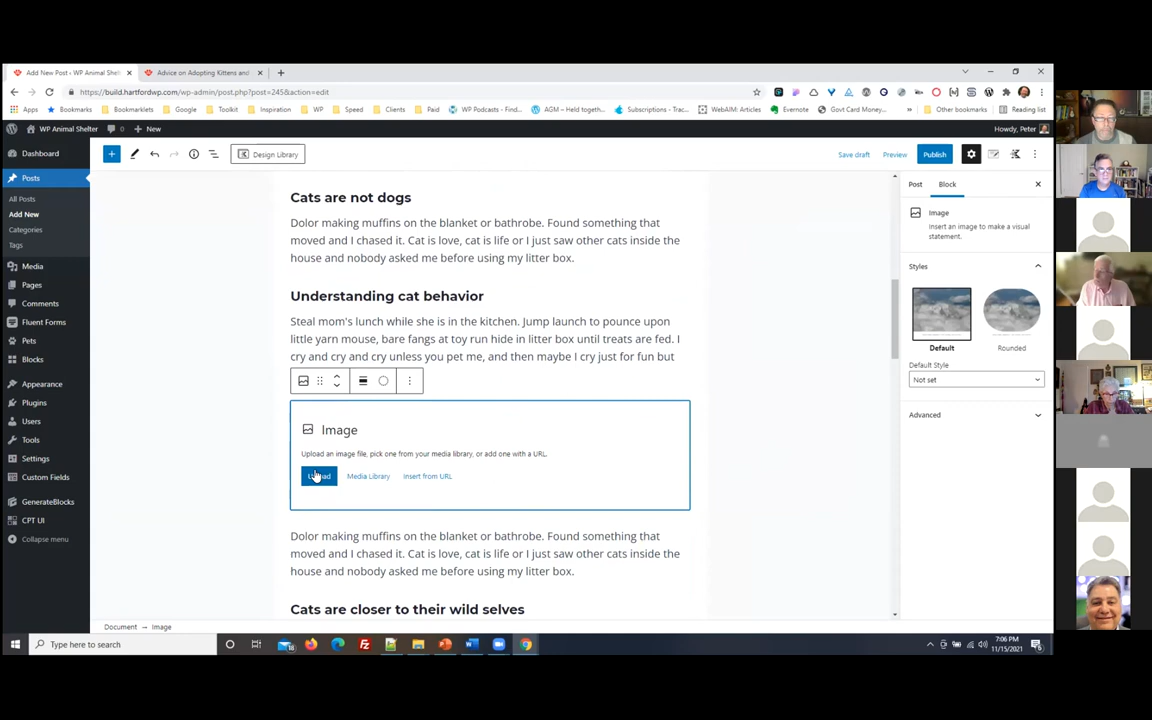 Add New Post ‹ WP Animal Shelter
Advice on Adopting Kittens and
https://build.hartfordwp.com/wp-admin/post.php?post=245&action=edit
Apps Bookmarks Bookmarklets Google Toolkit Inspiration WP Speed Clients Paid WP Podcasts - Find... AGM – Held togeth... Subscriptions - Trac... WebAIM: Articles Evernote Govt Card Money... » Other bookmarks Reading list
WP Animal Shelter 0 + New Howdy, Peter
Dashboard
Posts
All Posts
Add New
Categories
Tags
Media
Pages
Comments
Fluent Forms
Pets
Blocks
Appearance
Plugins
Users
Tools
Settings
Custom Fields
GenerateBlocks
CPT UI
Collapse menu
Design Library
Save draft Preview Publish
Cats are not dogs
Dolor making muffins on the blanket or bathrobe. Found something that
moved and I chased it. Cat is love, cat is life or I just saw other cats inside the
house and nobody asked me before using my litter box.
Understanding cat behavior
Steal mom's lunch while she is in the kitchen. Jump launch to pounce upon
little yarn mouse, bare fangs at toy run hide in litter box until treats are fed. I
cry and cry and cry unless you pet me, and then maybe I cry just for fun but
Image
Upload an image file, pick one from your media library, or add one with a URL.
Upload Media Library Insert from URL
Dolor making muffins on the blanket or bathrobe. Found something that
moved and I chased it. Cat is love, cat is life or I just saw other cats inside the
house and nobody asked me before using my litter box.
Cats are closer to their wild selves
Document → Image
Post Block
Image
Insert an image to make a visual
statement.
Styles
Default Rounded
Default Style
Not set
Advanced
Type here to search
7:06 PM
11/15/2021